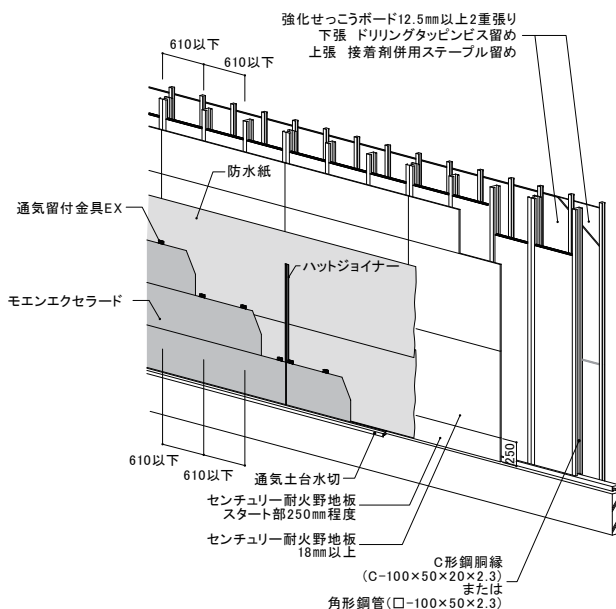 強化せっこうボード12.5㎜以上2重張り
下張 ドリリングタッピンビス留め
上張 接着剤併用ステープル留め
610以下
610以下
防水紙
通気留付金具EX
ハットジョイナー
モエンエクセラード
250
610以下
610以下
通気土台水切
センチュリー耐火野地板
スタート部250㎜程度
センチュリー耐火野地板
18㎜以上
C形鋼胴縁
(C-100×50×20×2.3)
または
角形鋼管(□-100×50×2.3)